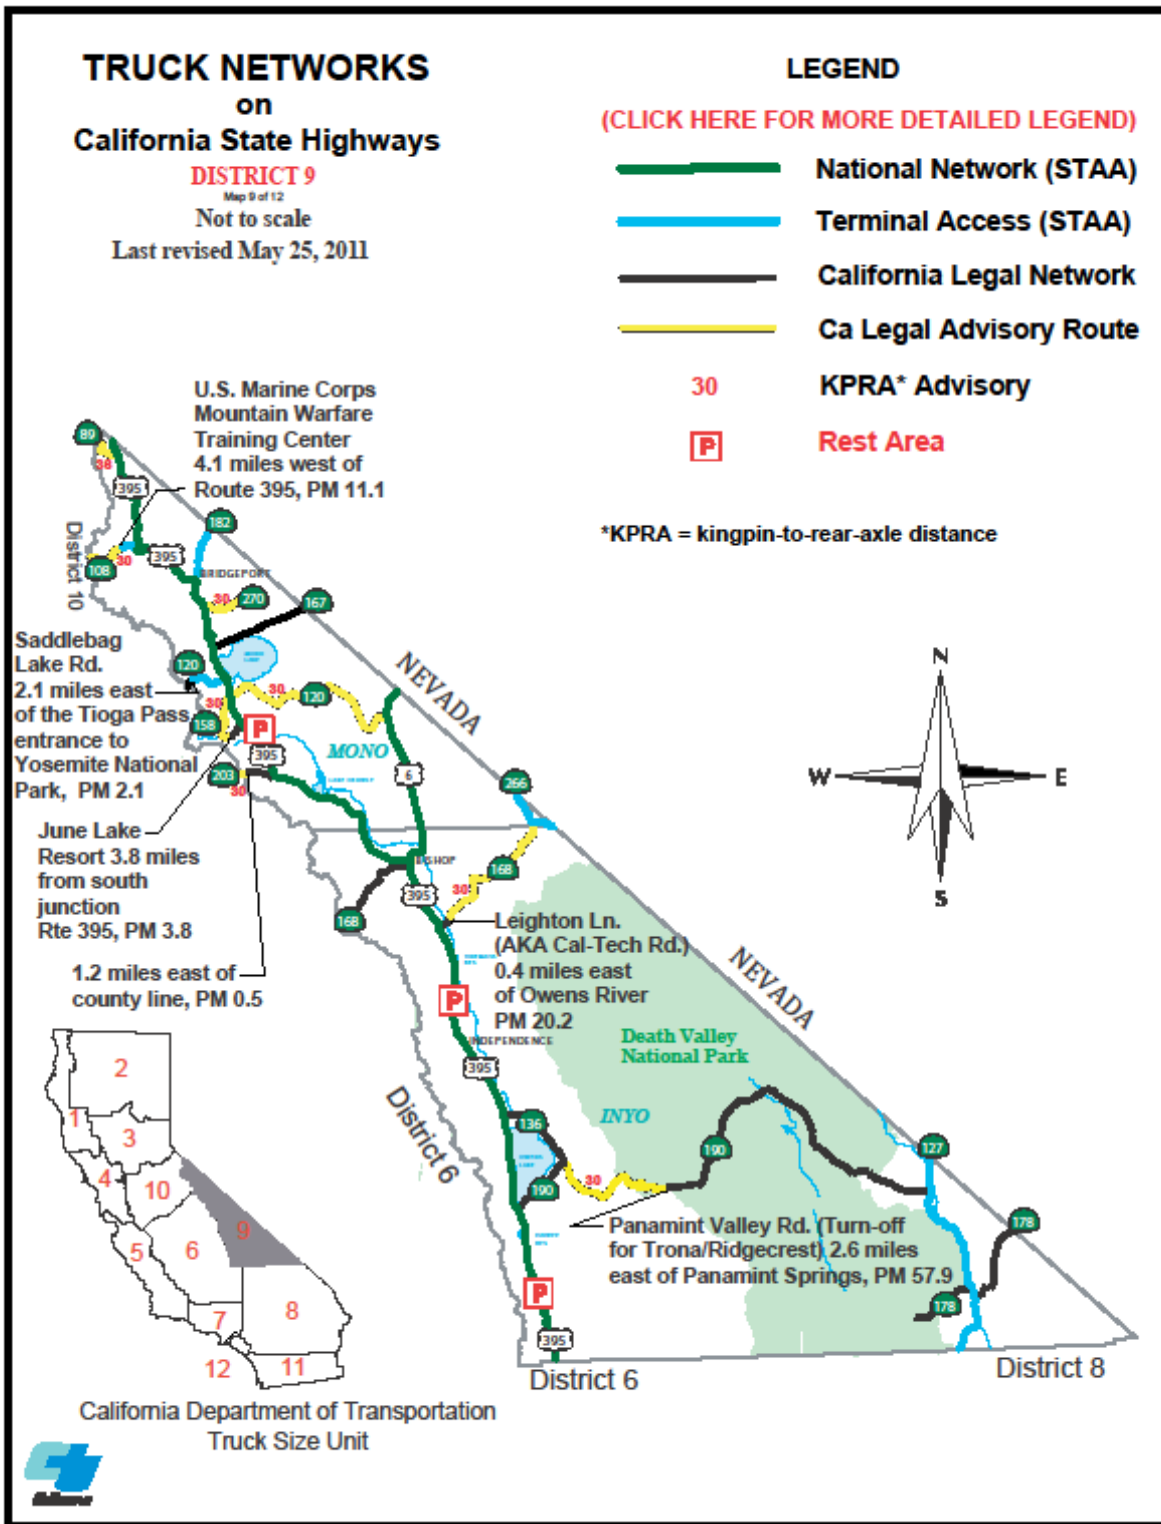 TRUCK NETWORKS
on
California State Highways
DISTRICT 9
Map 9 of 12
Not to scale
Last revised May 25, 2011
LEGEND
(CLICK HERE FOR MORE DETAILED LEGEND)
National Network (STAA)
Terminal Access (STAA)
California Legal Network
Ca Legal Advisory Route
30 KPRA* Advisory
P Rest Area
*KPRA = kingpin-to-rear-axle distance
U.S. Marine Corps
Mountain Warfare
Training Center
4.1 miles west of
Route 395, PM 11.1
89
38
395
182
District 10
108
30
395
BRIDGEPORT
30
270
167
Saddlebag
Lake Rd.
2.1 miles east
of the Tioga Pass
entrance to
Yosemite National
Park, PM 2.1
120
30
30
120
158
P
395
MONO
NEVADA
203
30
6
266
June Lake
Resort 3.8 miles
from south
junction
Rte 395, PM 3.8
BISHOP
168
395
30
168
1.2 miles east of
county line, PM 0.5
Leighton Ln.
(AKA Cal-Tech Rd.)
0.4 miles east
of Owens River
PM 20.2
P
INDEPENDENCE
395
NEVADA
Death Valley
National Park
INYO
District 6
136
190
30
190
127
178
178
Panamint Valley Rd. (Turn-off
for Trona/Ridgecrest) 2.6 miles
east of Panamint Springs, PM 57.9
P
395
District 6
District 8
N
W
E
S
2
1
3
4
10
9
5
6
8
7
12
11
California Department of Transportation
Truck Size Unit